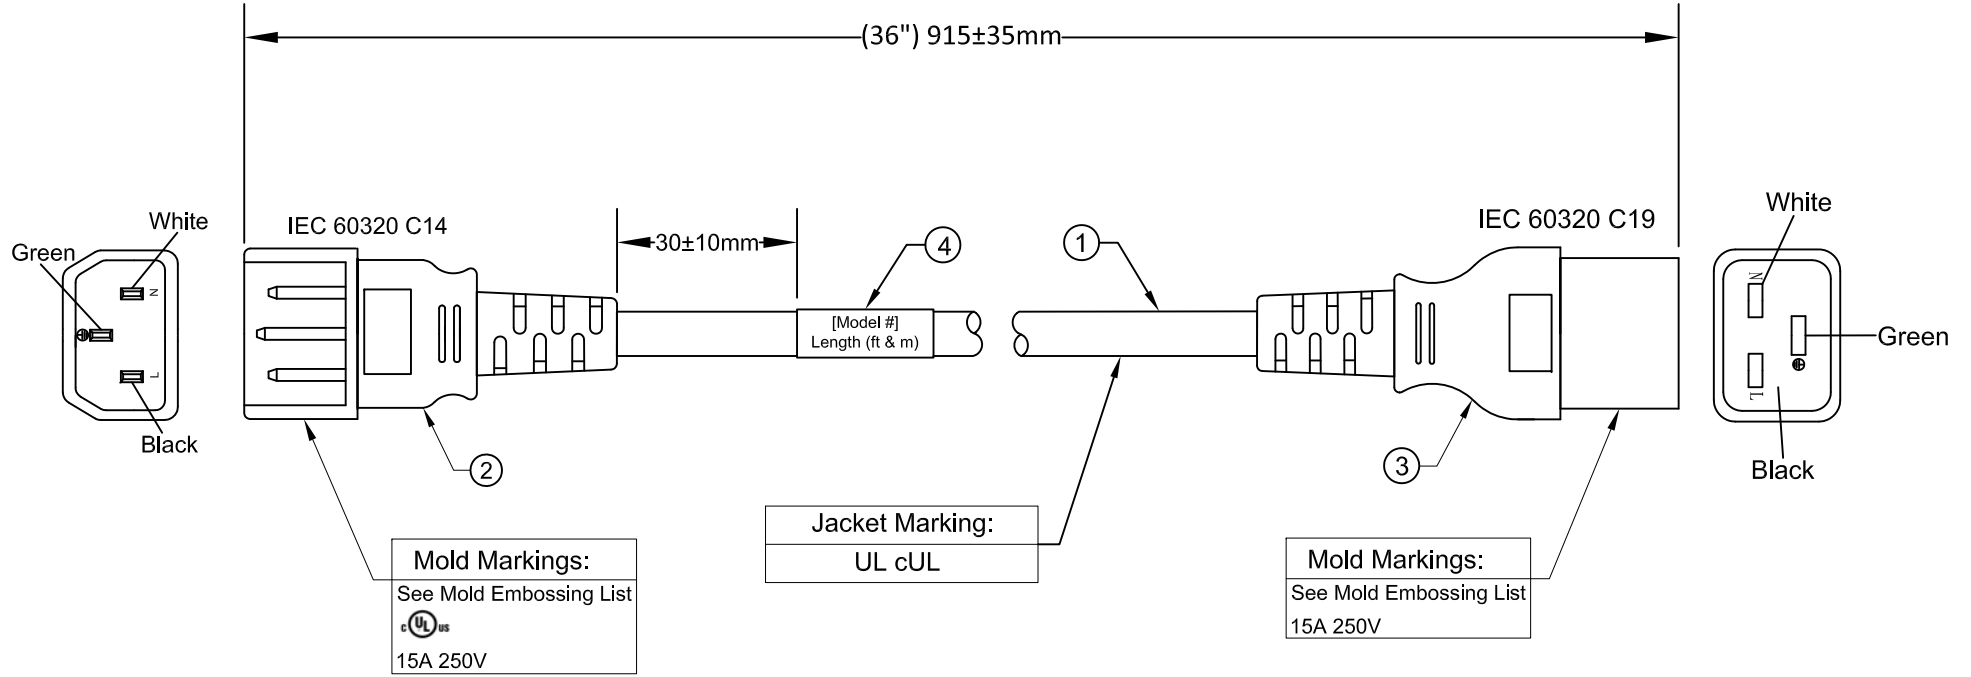 (36") 915±35mm
IEC 60320 C14
IEC 60320 C19
White
Green
N
L
Black
30±10mm
4
1
[Model #]
Length (ft & m)
White
N
Green
L
Black
2
3
Jacket Marking:
UL cUL
Mold Markings:
See Mold Embossing List
c UL us
15A 250V
Mold Markings:
See Mold Embossing List
15A 250V